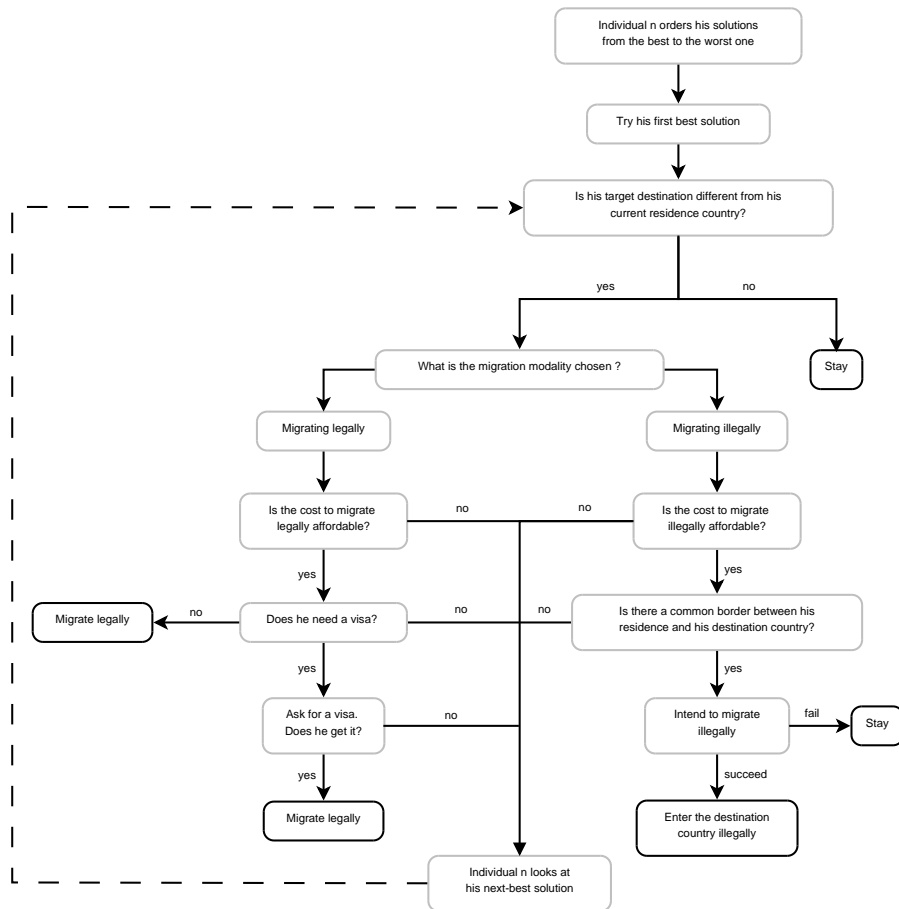 Individual n orders his solutions
from the best to the worst one
Try his first best solution
Is his target destination different from his
current residence country?
yes
no
What is the migration modality chosen ?
Stay
Migrating legally
Migrating illegally
Is the cost to migrate
legally affordable?
no
no
Is the cost to migrate
illegally affordable?
yes
yes
Migrate legally
no
Does he need a visa?
no
no
Is there a common border between his
residence and his destination country?
yes
yes
Ask for a visa.
Does he get it?
no
Intend to migrate
illegally
fail
Stay
yes
succeed
Migrate legally
Enter the destination
country illegally
Individual n looks at
his next-best solution